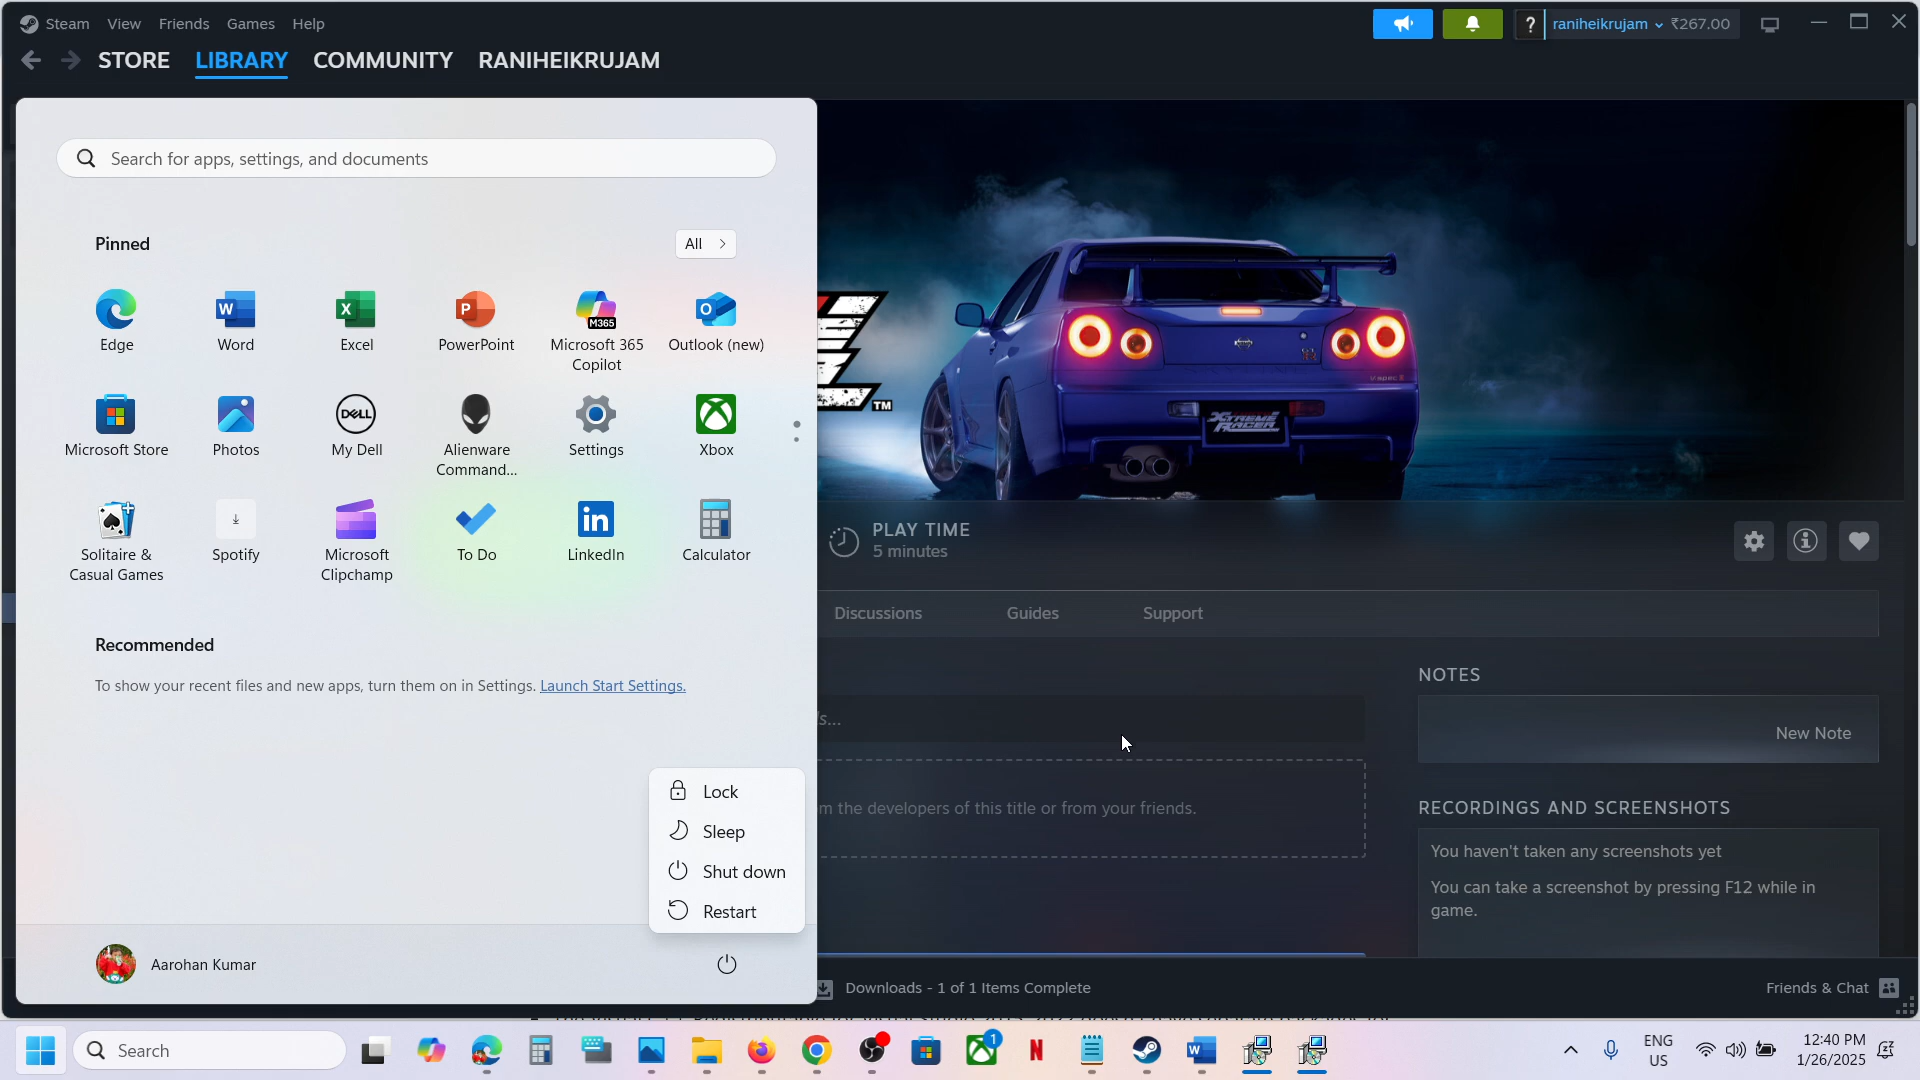 Steam View Friends Games Help
? raniheikrujam ₹267.00
STORE LIBRARY COMMUNITY RANIHEIKRUJAM
Search for apps, settings, and documents
Pinned
All
Edge
Word
Excel
PowerPoint
M365
Microsoft 365
Copilot
Outlook (new)
Microsoft Store
Photos
DELL
My Dell
Alienware
Command...
Settings
Xbox
Solitaire &
Casual Games
Spotify
Microsoft
Clipchamp
To Do
LinkedIn
Calculator
Recommended
To show your recent files and new apps, turn them on in Settings. Launch Start Settings.
Lock
Sleep
Shut down
Restart
Aarohan Kumar
TM
XTREME
RACER
PLAY TIME
5 minutes
Discussions Guides Support
NOTES
New Note
m the developers of this title or from your friends.
RECORDINGS AND SCREENSHOTS
You haven't taken any screenshots yet
You can take a screenshot by pressing F12 while in
game.
Downloads - 1 of 1 Items Complete
Friends & Chat
Search
1
ENG
US
12:40 PM
1/26/2025